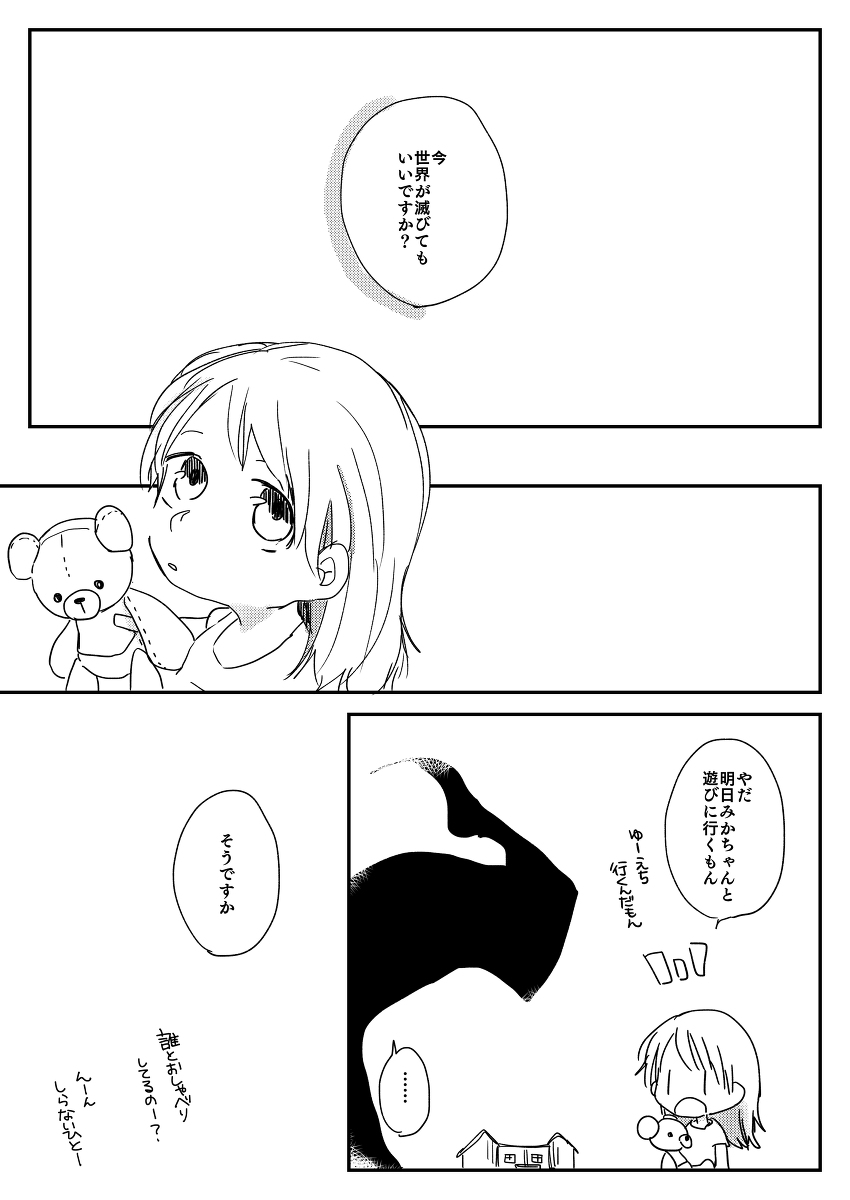 今
世界が滅びても
いいですか？
やだ
明日みかちゃんと
遊びに行くもん
ゆーえち
行くんだもん
……
そうですか
誰とおしゃべり
してるのー？
んーん
しらないひとー